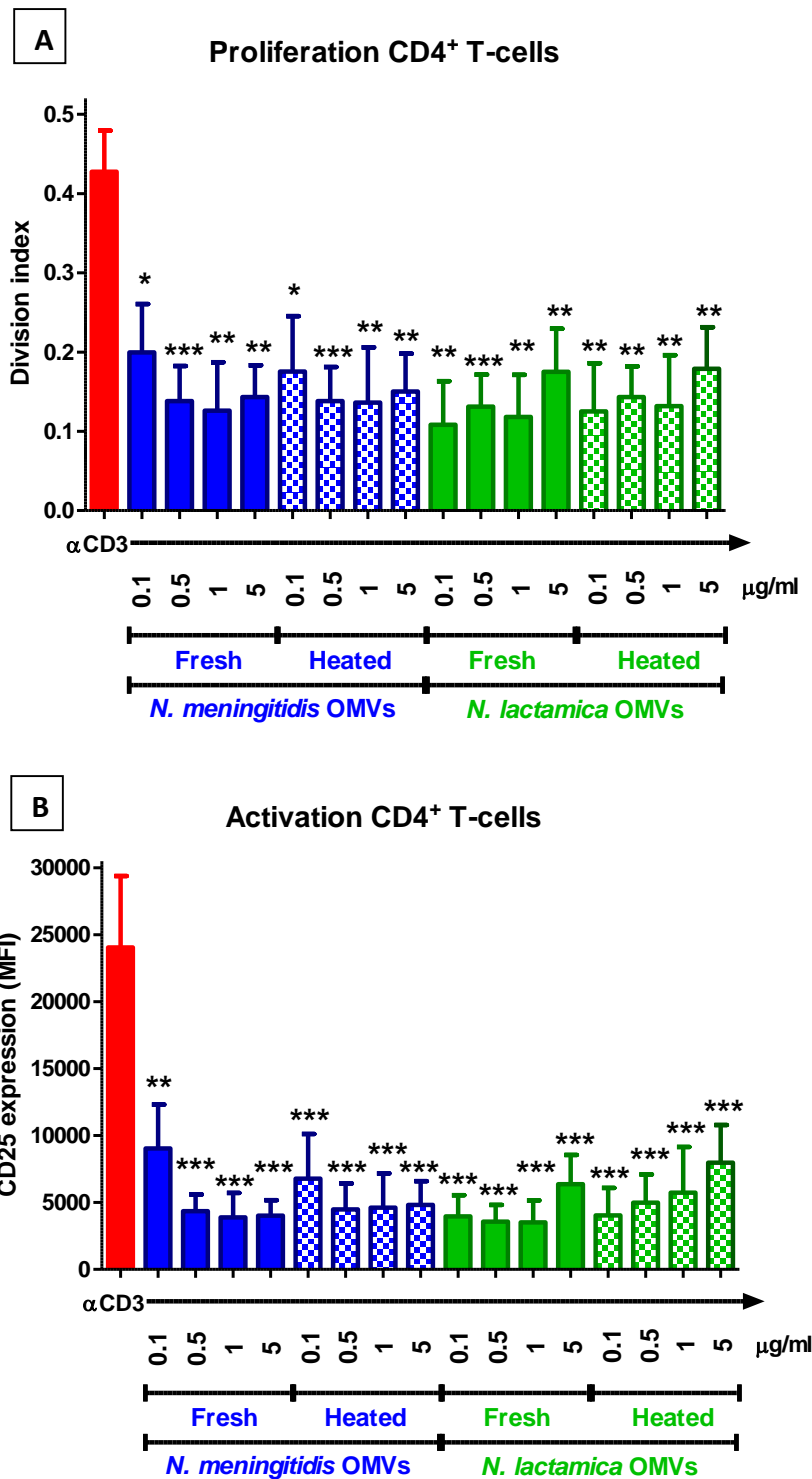 A
Proliferation CD4⁺ T-cells
Division index
0.5
0.4
0.3
0.2
0.1
0.0
* *** ** ** * *** ** ** ** *** ** ** ** ** ** **
αCD3
0.1 0.5 1 5 0.1 0.5 1 5 0.1 0.5 1 5 0.1 0.5 1 5 μg/ml
Fresh Heated Fresh Heated
N. meningitidis OMVs N. lactamica OMVs
B
Activation CD4⁺ T-cells
CD25 expression (MFI)
30000
25000
20000
15000
10000
5000
0
** *** *** *** *** *** *** *** *** *** *** *** *** *** *** ***
αCD3
0.1 0.5 1 5 0.1 0.5 1 5 0.1 0.5 1 5 0.1 0.5 1 5 μg/ml
Fresh Heated Fresh Heated
N. meningitidis OMVs N. lactamica OMVs